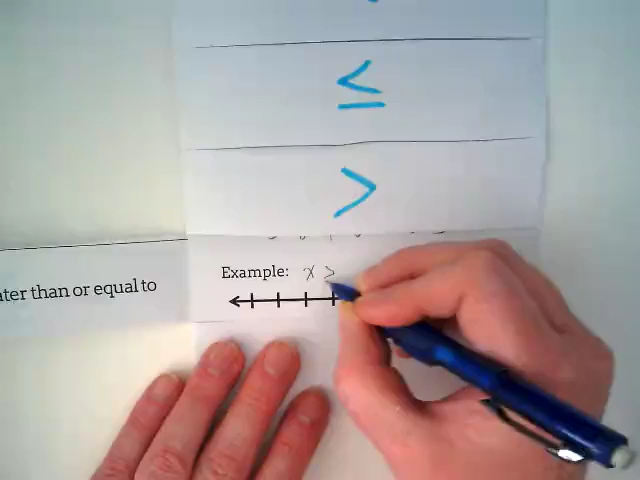 ≤
>
ater than or equal to
Example: x >